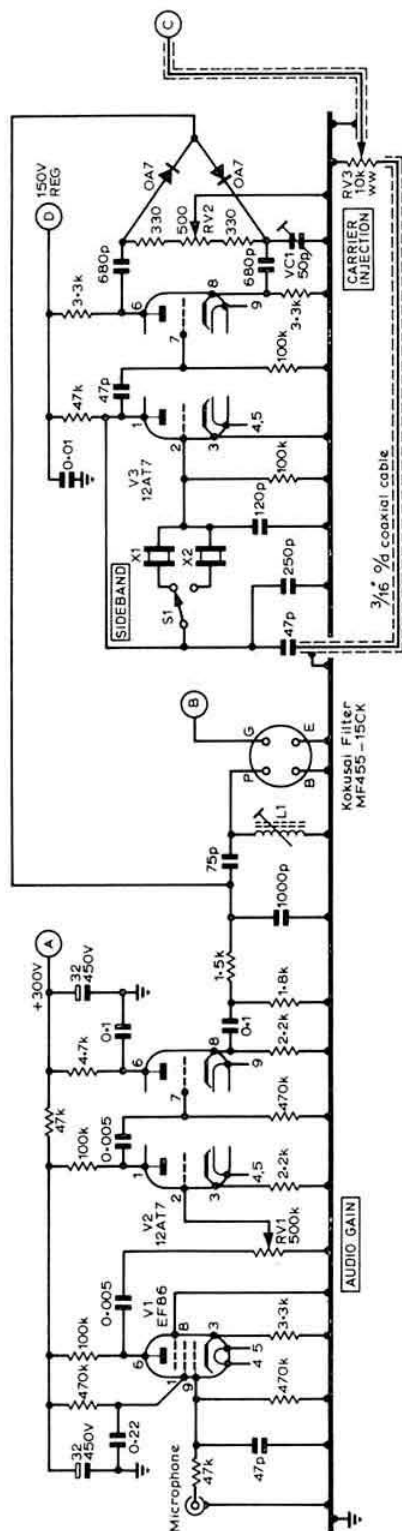 Microphone
47k
47p
470k
32
450V
0·22
470k
100k
6
V1
EF86
1
9
8
3
4
5
3·3k
0·005
AUDIO GAIN
RV1
500k
V2
12AT7
100k
1
2
3
4,5
2·2k
0·005
470k
47k
4·7k
6
7
8
9
2·2k
0·1
32
450V
+300V
A
0·1
1·8k
1·5k
1000p
75p
L1
P
G
B
E
Kokusai Filter
MF455-15CK
B
SIDEBAND
S1
X1
X2
47p
250p
120p
3/16" o/d coaxial cable
0·01
V3
12AT7
47k
1
2
3
4,5
100k
47p
100k
D
150V
REG
3·3k
6
7
8
9
3·3k
680p
680p
330
500
RV2
330
OA7
OA7
VC1
50p
CARRIER
INJECTION
RV3
10k
ww
C